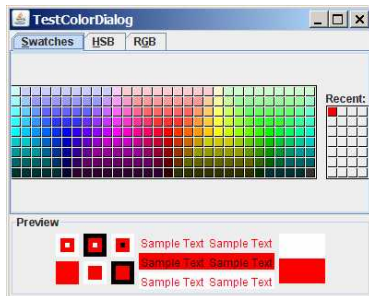 TestColorDialog
Swatches HSB RGB
Recent:
Preview
Sample Text Sample Text
Sample Text Sample Text
Sample Text Sample Text